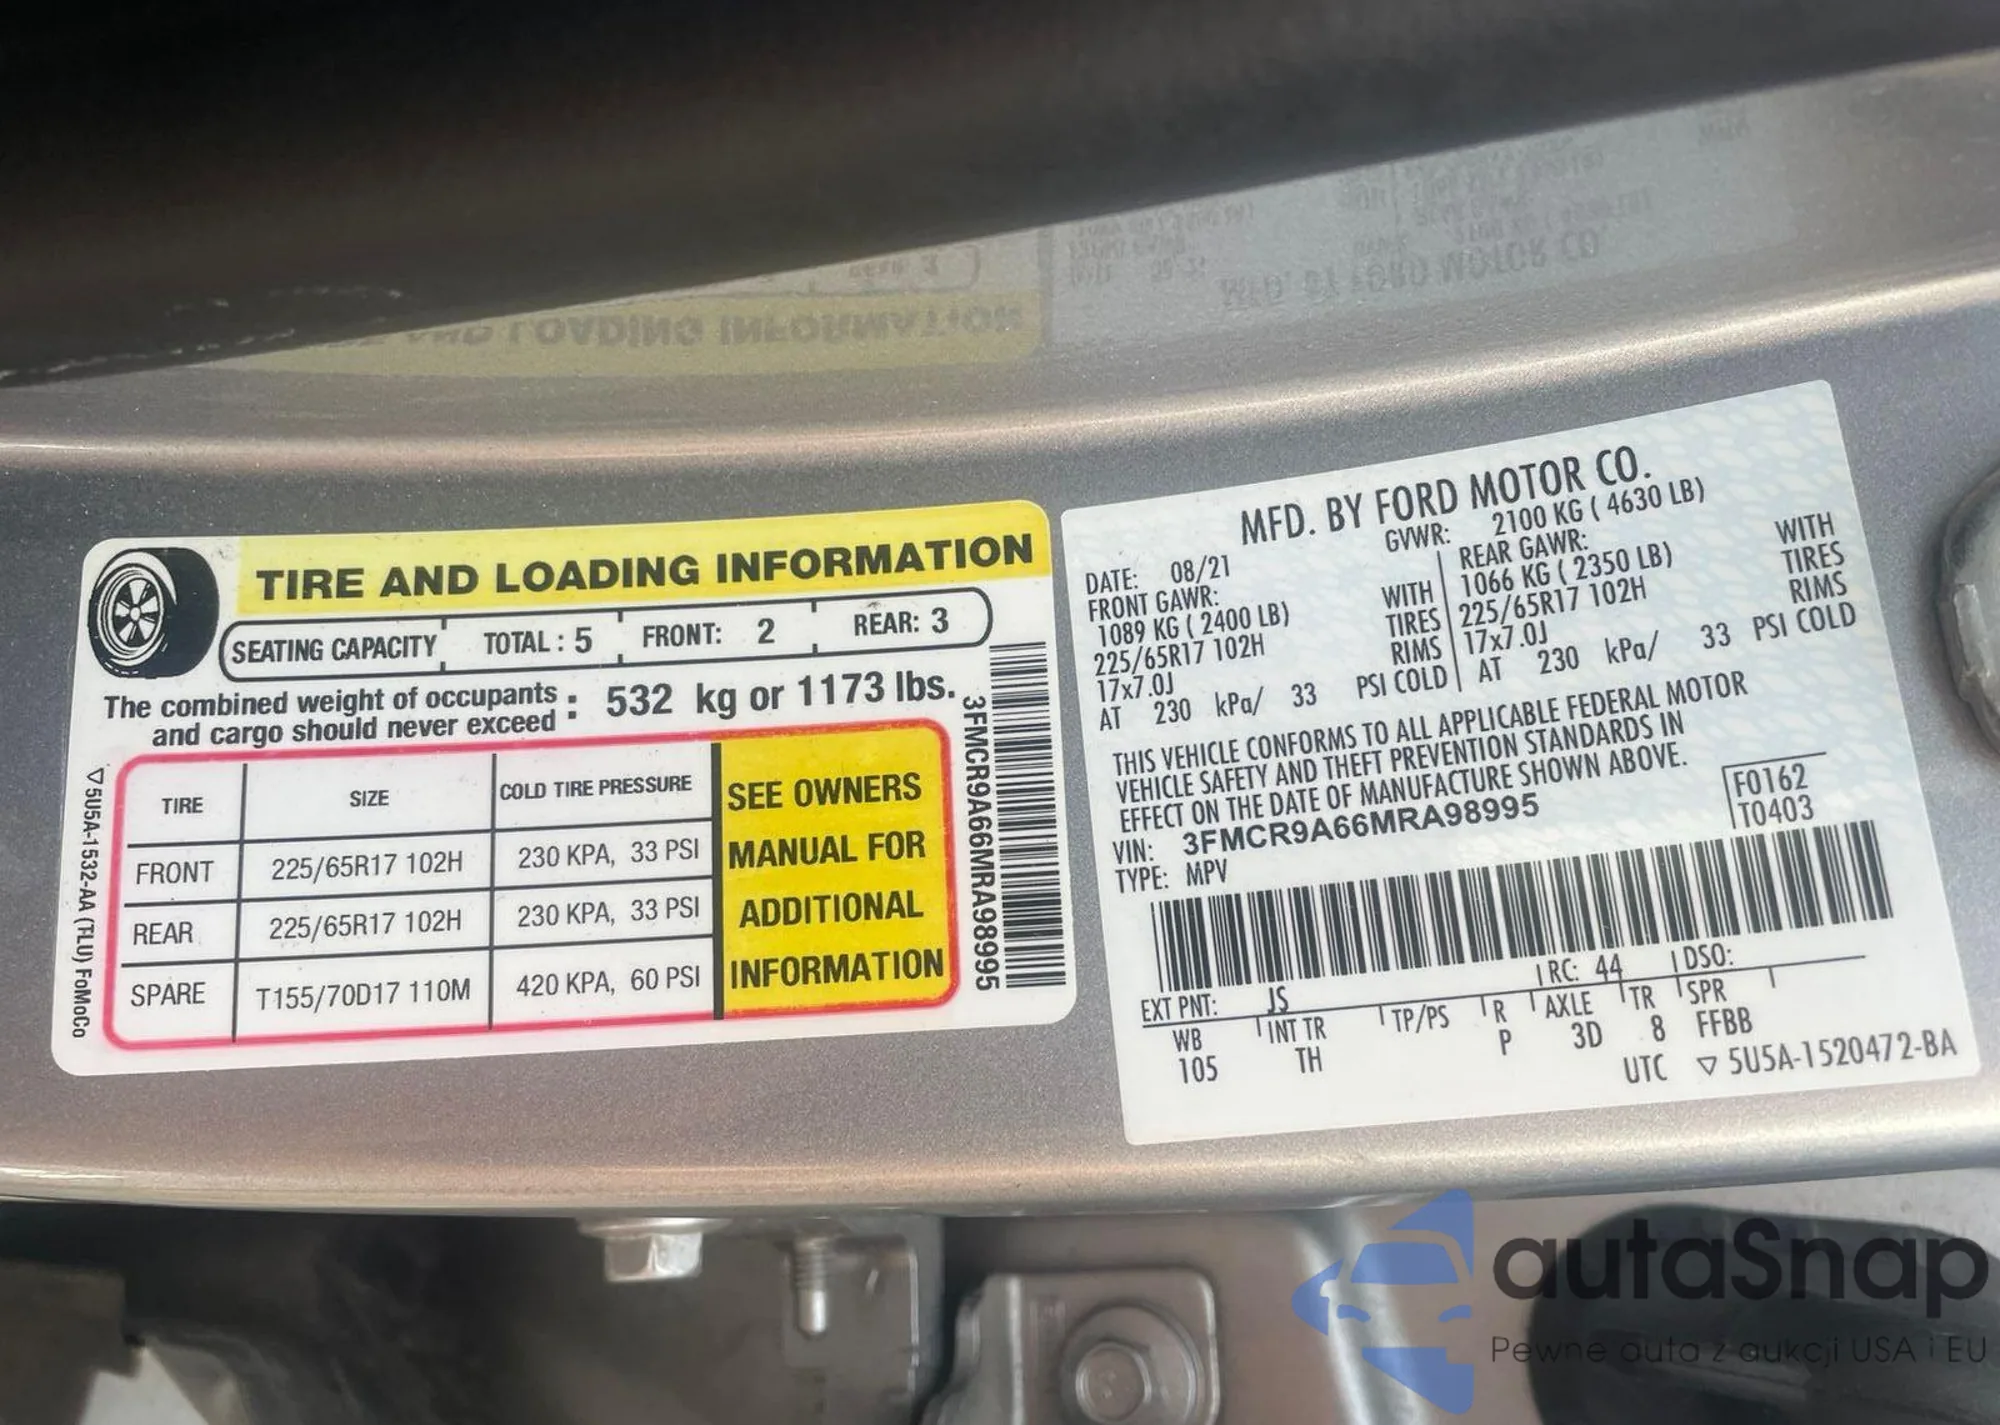 TIRE AND LOADING INFORMATION
SEATING CAPACITY TOTAL : 5 FRONT: 2 REAR: 3
The combined weight of occupants
and cargo should never exceed : 532 kg or 1173 lbs.
TIRE SIZE COLD TIRE PRESSURE
FRONT 225/65R17 102H 230 KPA, 33 PSI
REAR 225/65R17 102H 230 KPA, 33 PSI
SPARE T155/70D17 110M 420 KPA, 60 PSI
SEE OWNERS
MANUAL FOR
ADDITIONAL
INFORMATION
3FMCR9A66MRA98995
▽5U5A-1532-AA (TLU) FoMoCo
MFD. BY FORD MOTOR CO.
DATE: 08/21 GVWR: 2100 KG ( 4630 LB)
FRONT GAWR: REAR GAWR:
1089 KG ( 2400 LB) WITH 1066 KG ( 2350 LB) WITH
225/65R17 102H TIRES 225/65R17 102H TIRES
17x7.0J RIMS 17x7.0J RIMS
AT 230 kPa/ 33 PSI COLD AT 230 kPa/ 33 PSI COLD
THIS VEHICLE CONFORMS TO ALL APPLICABLE FEDERAL MOTOR
VEHICLE SAFETY AND THEFT PREVENTION STANDARDS IN
EFFECT ON THE DATE OF MANUFACTURE SHOWN ABOVE.
VIN: 3FMCR9A66MRA98995 F0162
TYPE: MPV T0403
EXT PNT: JS RC: 44 DSO:
WB INT TR TP/PS R AXLE TR SPR
105 TH P 3D 8 FFBB
UTC ▽ 5U5A-1520472-BA
autaSnap
Pewne auta z aukcji USA i EU